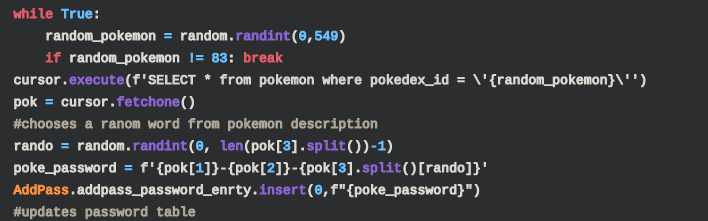 while True:
    random_pokemon = random.randint(0,549)
    if random_pokemon != 83: break
cursor.execute(f'SELECT * from pokemon where pokedex_id = \'{random_pokemon}\'')
pok = cursor.fetchone()
#chooses a ranom word from pokemon description
rando = random.randint(0, len(pok[3].split())-1)
poke_password = f'{pok[1]}-{pok[2]}-{pok[3].split()[rando]}'
AddPass.addpass_password_enrty.insert(0,f"{poke_password}")
#updates password table